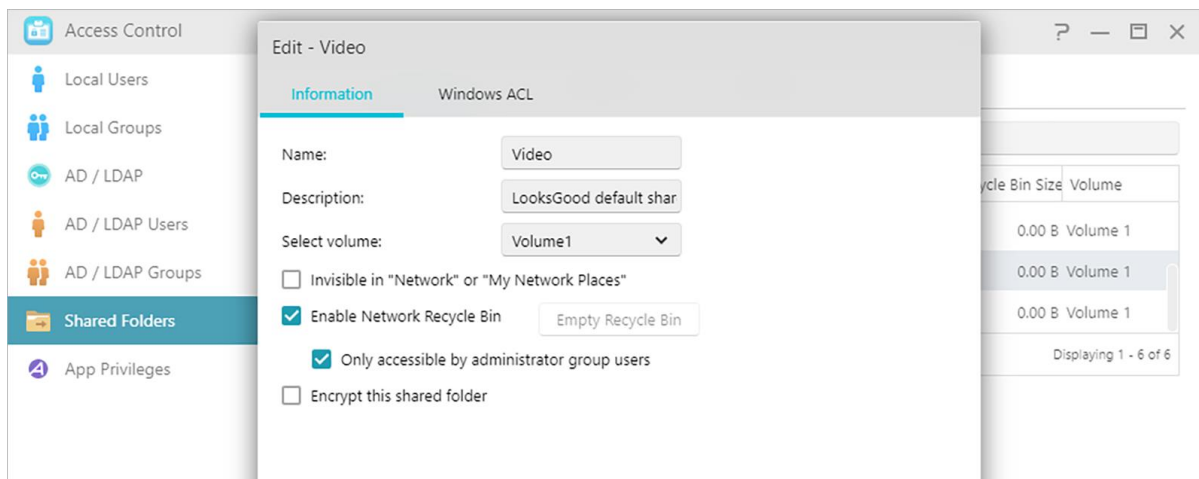 Access Control
Local Users
Local Groups
AD / LDAP
AD / LDAP Users
AD / LDAP Groups
Shared Folders
App Privileges
Edit - Video
Information Windows ACL
Name: Video
Description: LooksGood default shar
Select volume: Volume1
Invisible in "Network" or "My Network Places"
Enable Network Recycle Bin Empty Recycle Bin
Only accessible by administrator group users
Encrypt this shared folder
ycle Bin Size Volume
0.00 B Volume 1
0.00 B Volume 1
0.00 B Volume 1
Displaying 1 - 6 of 6